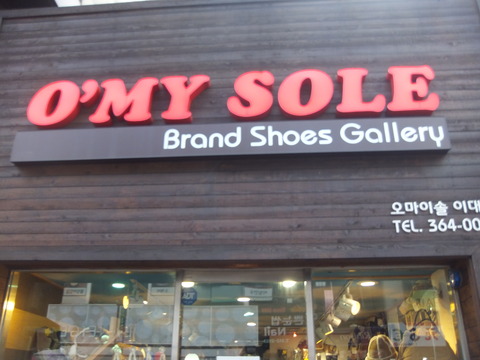 O'MY SOLE
Brand Shoes Gallery
오마이솔 이대
TEL. 364-00